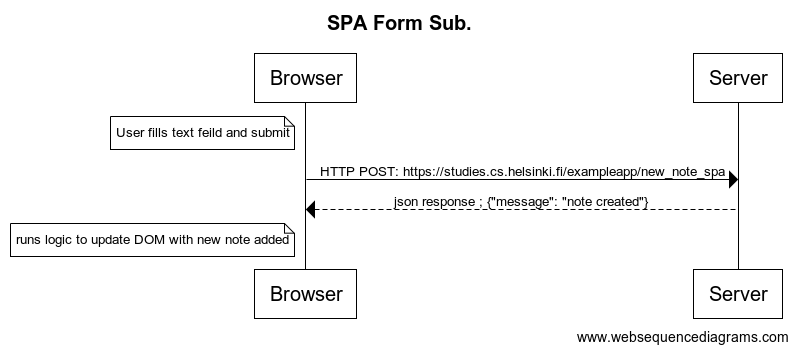 SPA Form Sub.
Browser
Server
User fills text feild and submit
HTTP POST: https://studies.cs.helsinki.fi/exampleapp/new_note_spa
json response ; {"message": "note created"}
runs logic to update DOM with new note added
Browser
Server
www.websequencediagrams.com